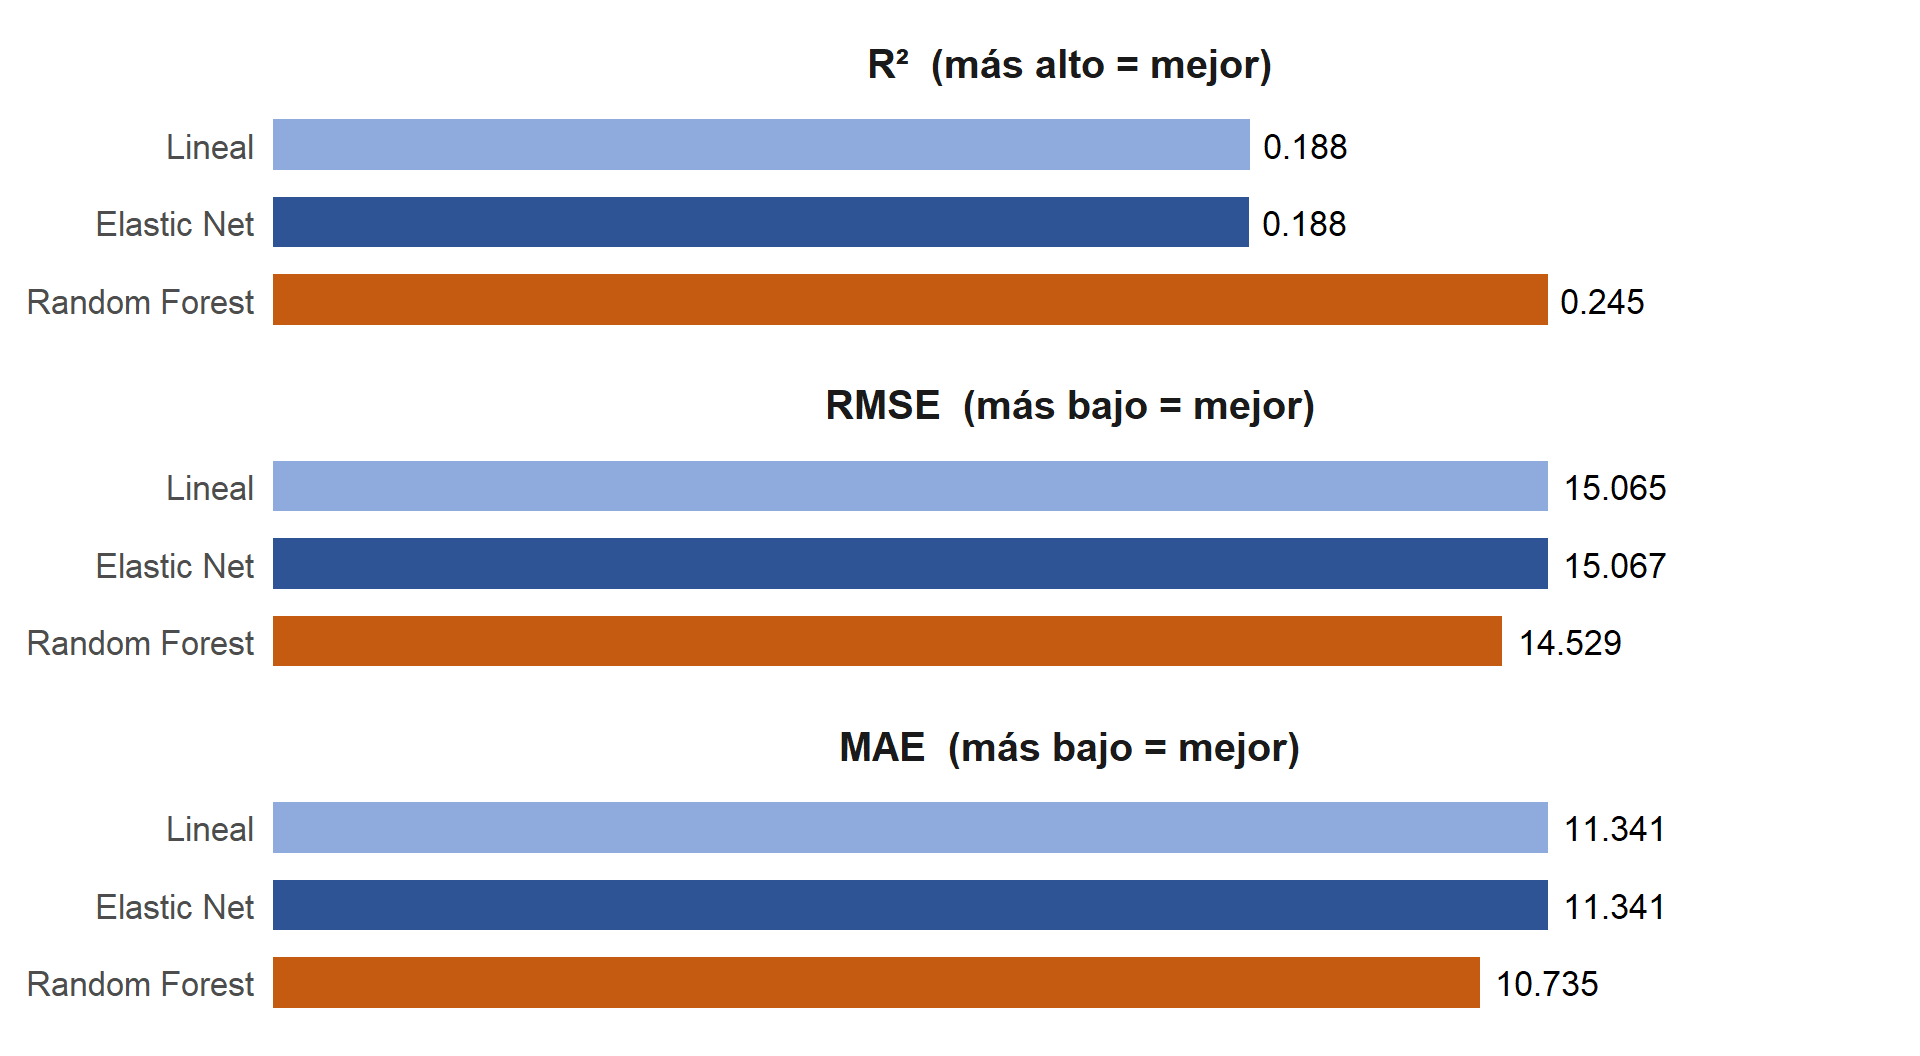 R²  (más alto = mejor)
Lineal 0.188
Elastic Net 0.188
Random Forest 0.245
RMSE  (más bajo = mejor)
Lineal 15.065
Elastic Net 15.067
Random Forest 14.529
MAE  (más bajo = mejor)
Lineal 11.341
Elastic Net 11.341
Random Forest 10.735